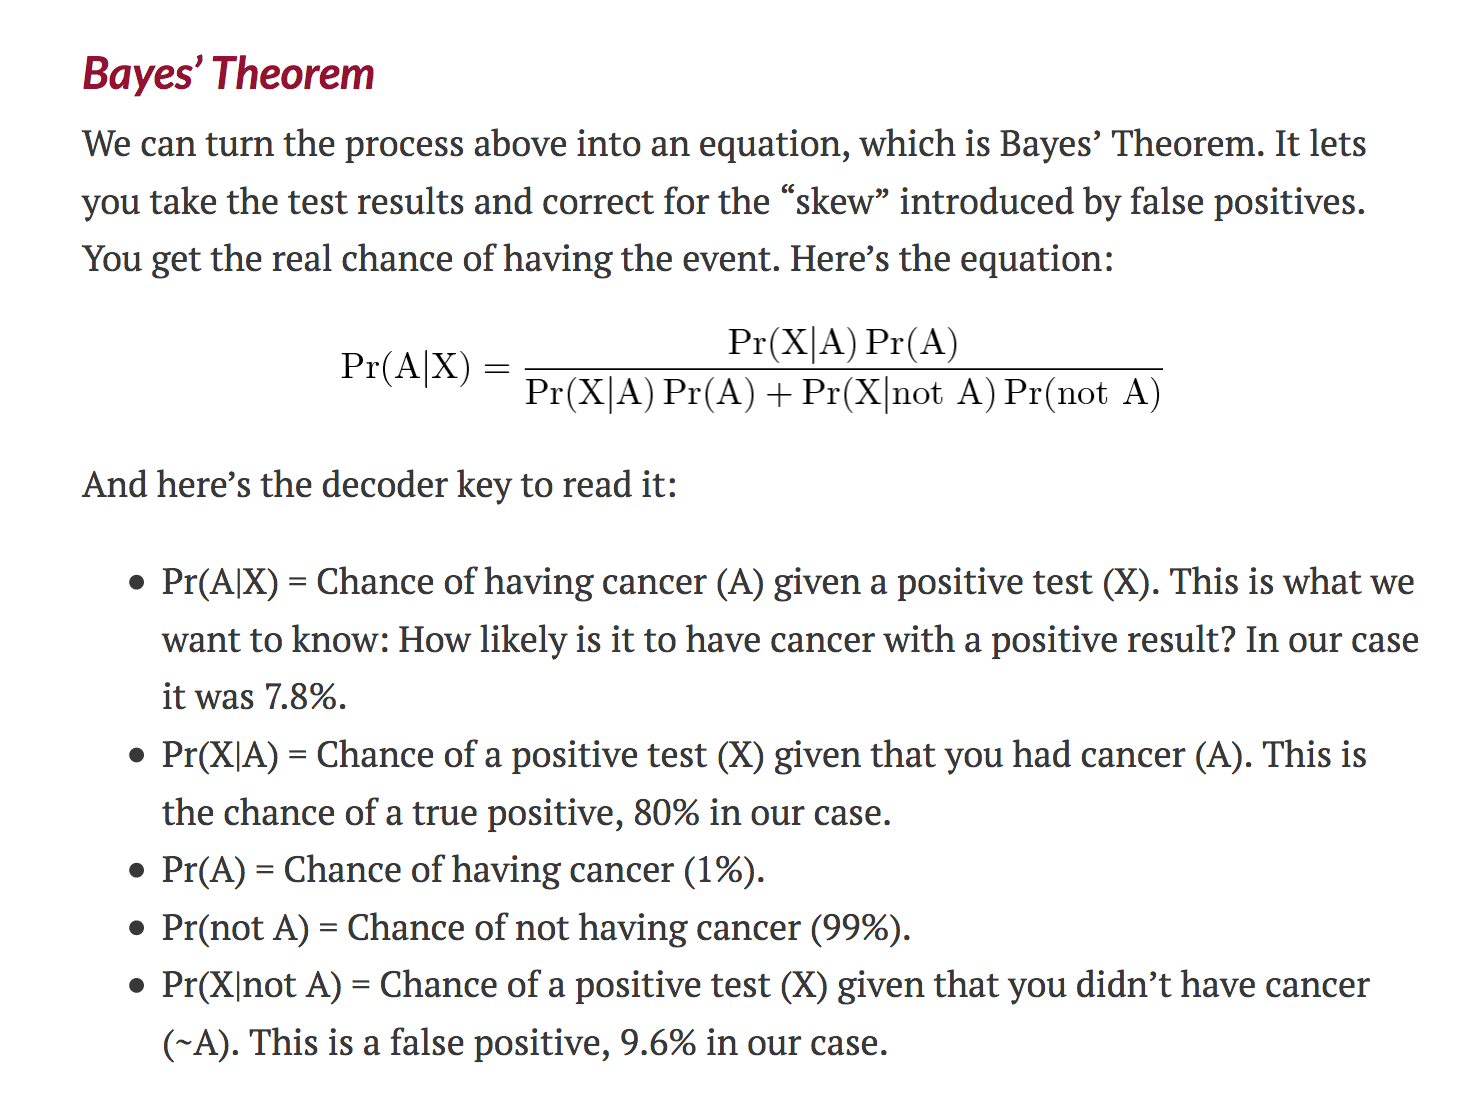 Bayes’ Theorem
We can turn the process above into an equation, which is Bayes’ Theorem. It lets
you take the test results and correct for the “skew” introduced by false positives.
You get the real chance of having the event. Here’s the equation:
Pr(X|A) Pr(A)
Pr(A|X) =
Pr(X|A) Pr(A) + Pr(X|not A) Pr(not A)
And here’s the decoder key to read it:
• Pr(A|X) = Chance of having cancer (A) given a positive test (X). This is what we
want to know: How likely is it to have cancer with a positive result? In our case
it was 7.8%.
• Pr(X|A) = Chance of a positive test (X) given that you had cancer (A). This is
the chance of a true positive, 80% in our case.
• Pr(A) = Chance of having cancer (1%).
• Pr(not A) = Chance of not having cancer (99%).
• Pr(X|not A) = Chance of a positive test (X) given that you didn’t have cancer
(~A). This is a false positive, 9.6% in our case.